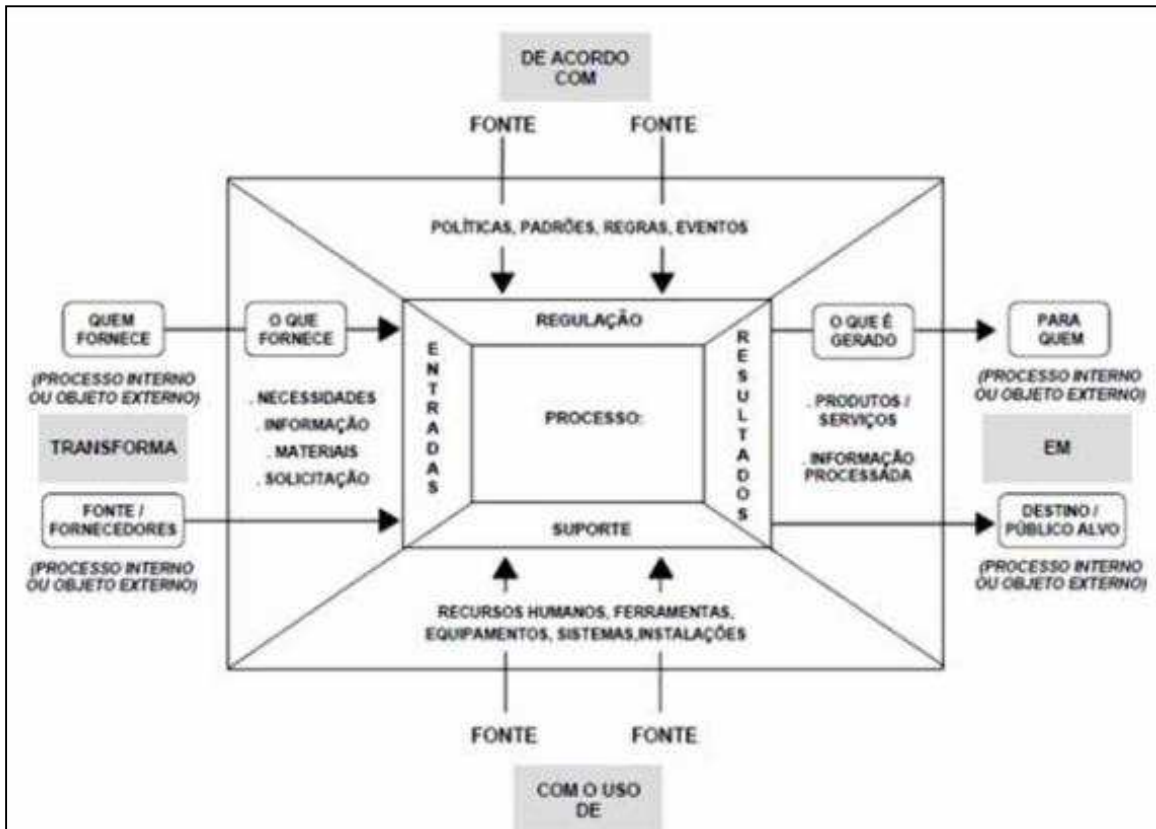 DE ACORDO
COM
FONTE
FONTE
POLÍTICAS, PADRÕES, REGRAS, EVENTOS
QUEM
FORNECE
O QUE
FORNECE
(PROCESSO INTERNO
OU OBJETO EXTERNO)
TRANSFORMA
. NECESSIDADES
. INFORMAÇÃO
. MATERIAIS
. SOLICITAÇÃO
FONTE /
FORNECEDORES
(PROCESSO INTERNO
OU OBJETO EXTERNO)
ENTRADAS
REGULAÇÃO
PROCESSO:
SUPORTE
RESULTADOS
O QUE É
GERADO
. PRODUTOS /
SERVIÇOS
. INFORMAÇÃO
PROCESSADA
PARA
QUEM
(PROCESSO INTERNO
OU OBJETO EXTERNO)
EM
DESTINO /
PÚBLICO ALVO
(PROCESSO INTERNO
OU OBJETO EXTERNO)
RECURSOS HUMANOS, FERRAMENTAS,
EQUIPAMENTOS, SISTEMAS,INSTALAÇÕES
FONTE
FONTE
COM O USO
DE